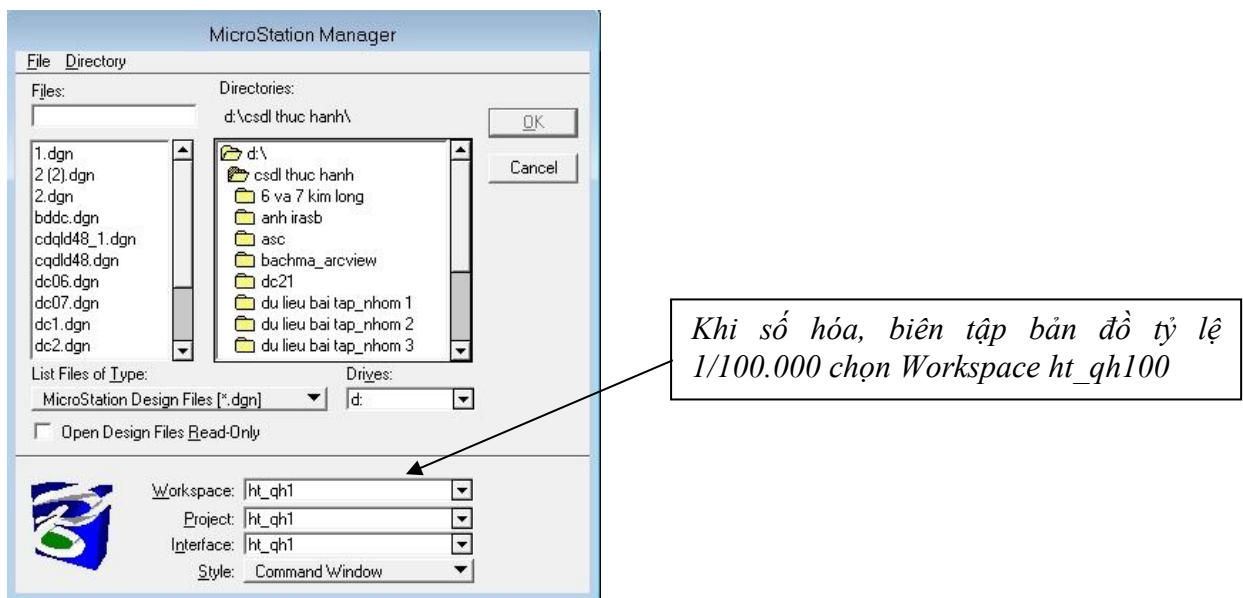 MicroStation Manager
File Directory
Files:
1.dgn
2 (2).dgn
2.dgn
bddc.dgn
cdqld48_1.dgn
cqdld48.dgn
dc06.dgn
dc07.dgn
dc1.dgn
dc2.dgn
Directories:
d:\csdl thuc hanh\
d:\
csdl thuc hanh
6 va 7 kim long
anh irasb
asc
bachma_arcview
dc21
du lieu bai tap_nhom 1
du lieu bai tap_nhom 2
du lieu bai tap_nhom 3
OK
Cancel
List Files of Type:
MicroStation Design Files [*.dgn]
Drives:
d:
Open Design Files Read-Only
Workspace: ht_qh1
Project: ht_qh1
Interface: ht_qh1
Style: Command Window
Khi số hóa, biên tập bản đồ tỷ lệ
1/100.000 chọn Workspace ht_qh100